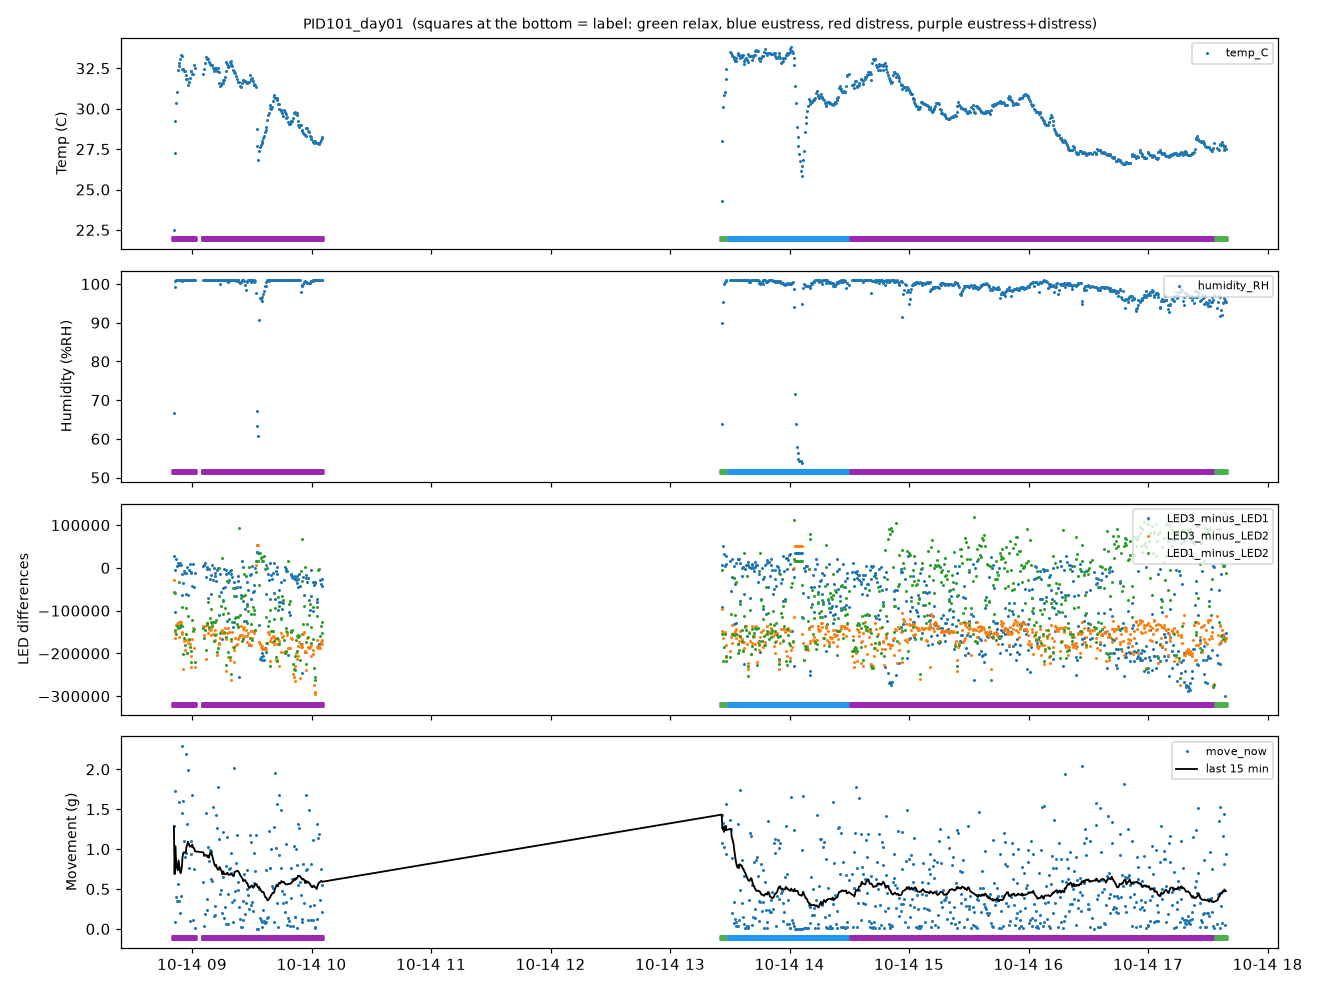 PID101_day01  (squares at the bottom = label: green relax, blue eustress, red distress, purple eustress+distress)
temp_C
Temp (C)
32.5
30.0
27.5
25.0
22.5
humidity_RH
Humidity (%RH)
100
90
80
70
60
50
LED3_minus_LED1
LED3_minus_LED2
LED1_minus_LED2
LED differences
100000
0
−100000
−200000
−300000
move_now
last 15 min
Movement (g)
2.0
1.5
1.0
0.5
0.0
10-14 09
10-14 10
10-14 11
10-14 12
10-14 13
10-14 14
10-14 15
10-14 16
10-14 17
10-14 18